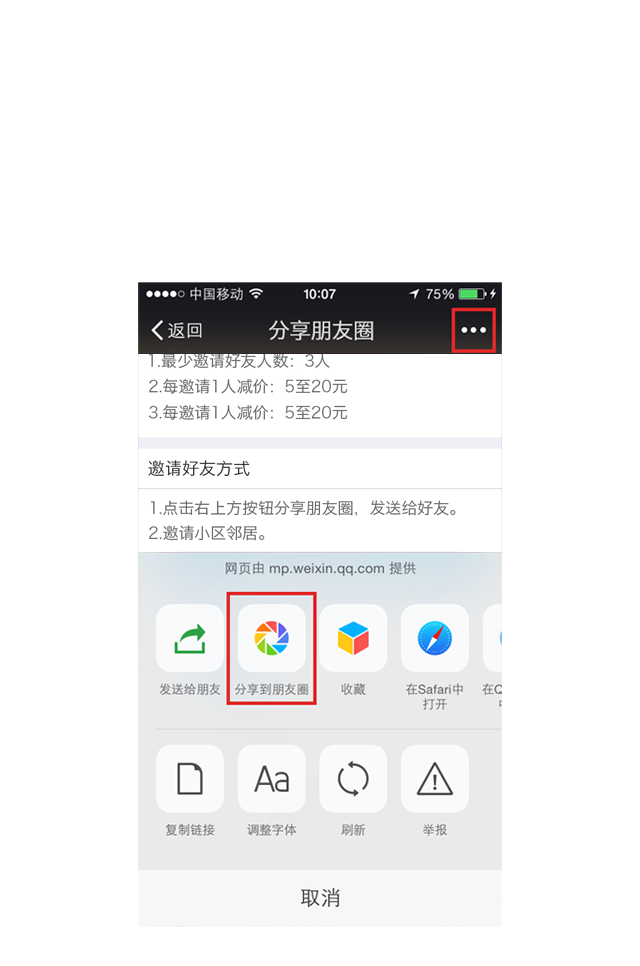 中国移动 10:07 75%
返回 分享朋友圈
1.最少邀请好友人数：3人
2.每邀请1人减价：5至20元
3.每邀请1人减价：5至20元
邀请好友方式
1.点击右上方按钮分享朋友圈，发送给好友。
2.邀请小区邻居。
网页由 mp.weixin.qq.com 提供
发送给朋友 分享到朋友圈 收藏 在Safari中打开 在Q
Aa
复制链接 调整字体 刷新 举报
取消